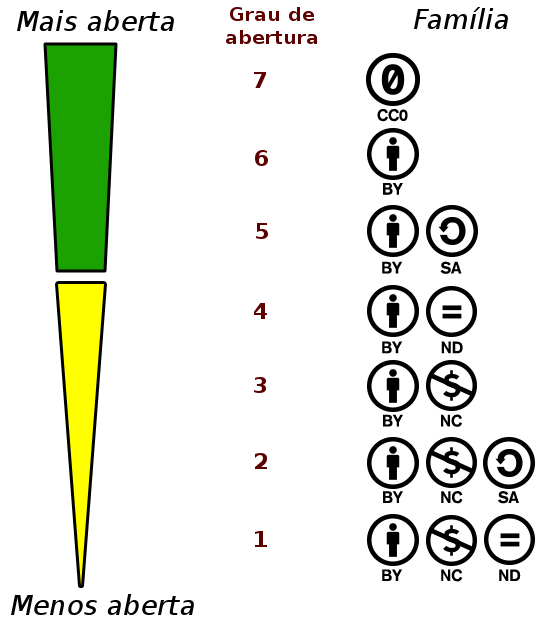 Mais aberta
Grau de
abertura
Família
7
CC0
6
BY
5
BY SA
4
BY ND
3
BY NC
2
BY NC SA
1
BY NC ND
Menos aberta